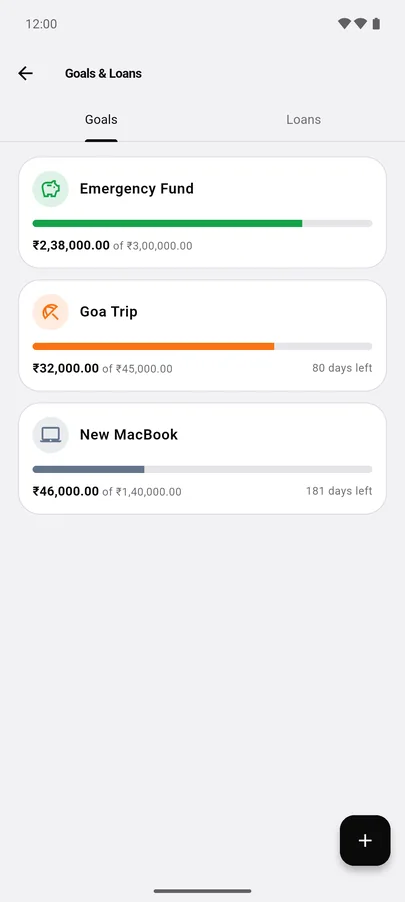 12:00
Goals & Loans
Goals Loans
Emergency Fund
₹2,38,000.00 of ₹3,00,000.00
Goa Trip
₹32,000.00 of ₹45,000.00 80 days left
New MacBook
₹46,000.00 of ₹1,40,000.00 181 days left